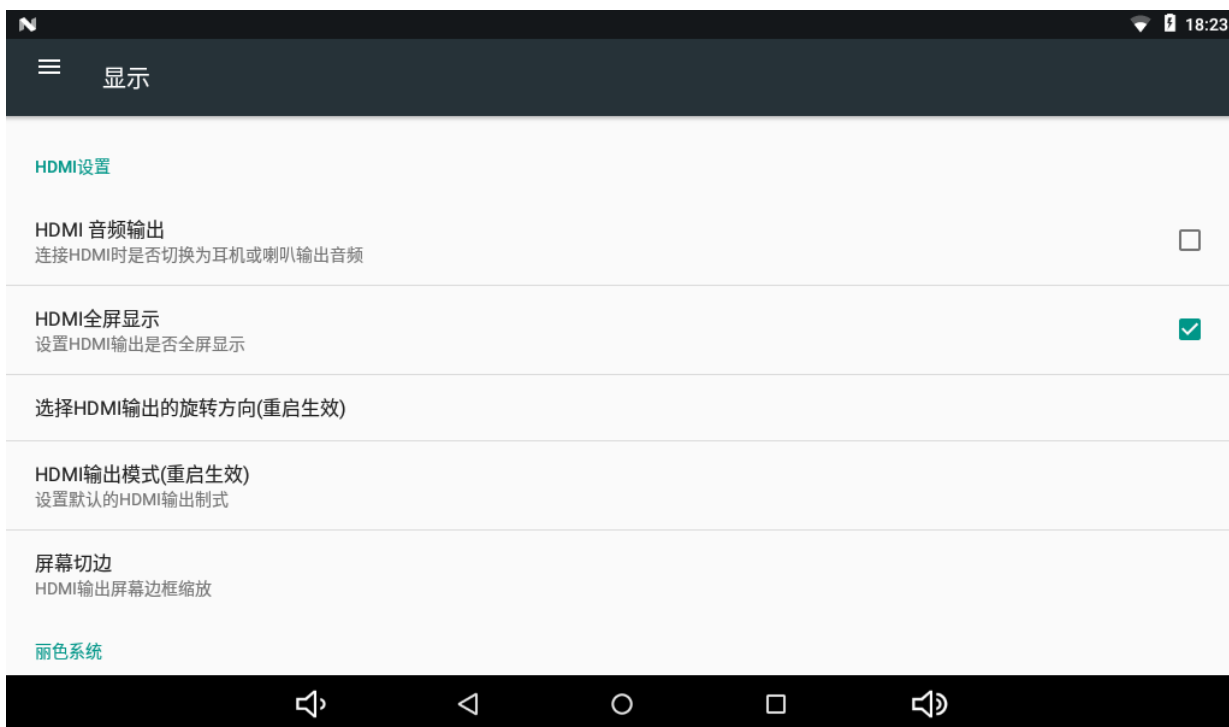 18:23
显示
HDMI设置
HDMI 音频输出
连接HDMI时是否切换为耳机或喇叭输出音频
HDMI全屏显示
设置HDMI输出是否全屏显示
选择HDMI输出的旋转方向(重启生效)
HDMI输出模式(重启生效)
设置默认的HDMI输出制式
屏幕切边
HDMI输出屏幕边框缩放
丽色系统